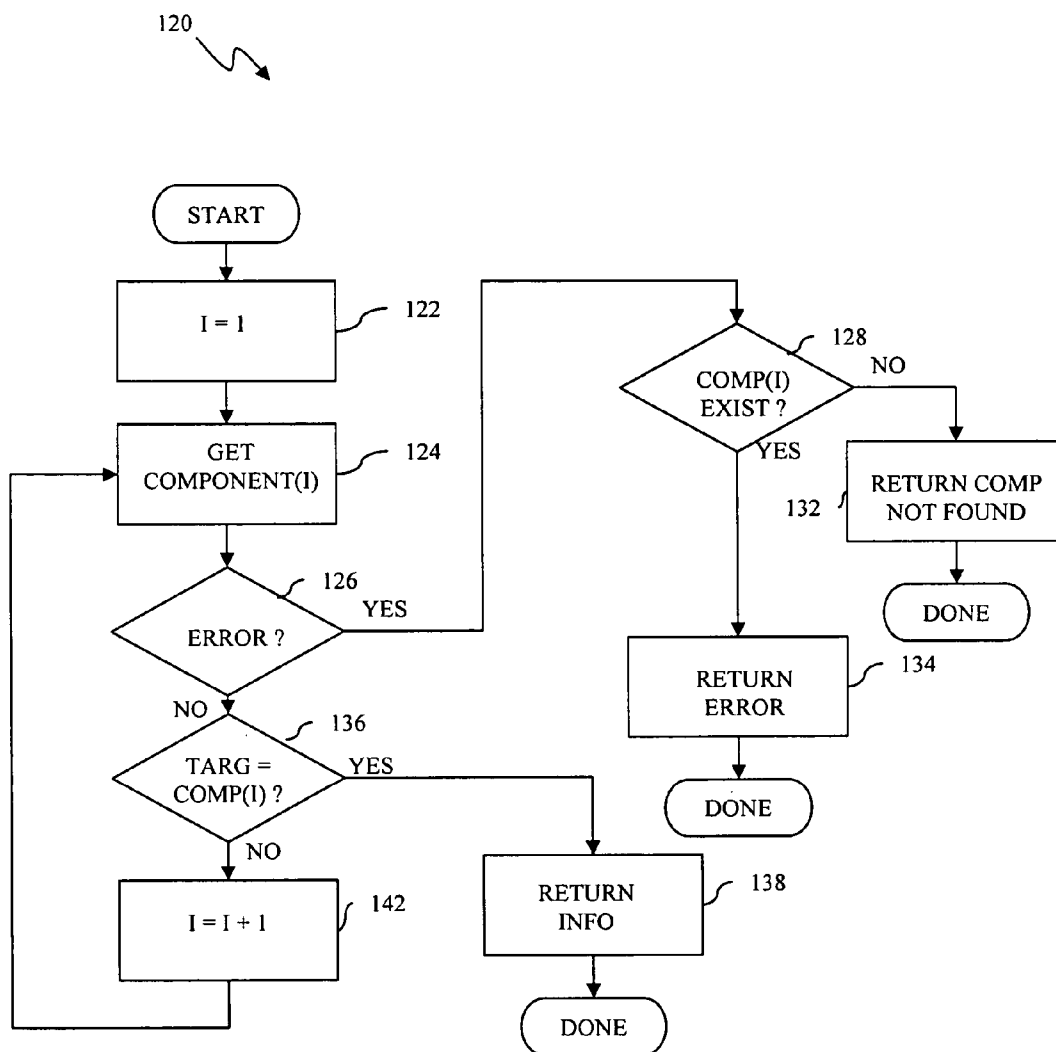 120
START
I = 1
122
GET
COMPONENT(I)
124
ERROR ?
126
YES
NO
TARG =
COMP(I) ?
136
YES
NO
I = I + 1
142
COMP(I)
EXIST ?
128
NO
YES
RETURN COMP
NOT FOUND
132
DONE
RETURN
ERROR
134
DONE
RETURN
INFO
138
DONE